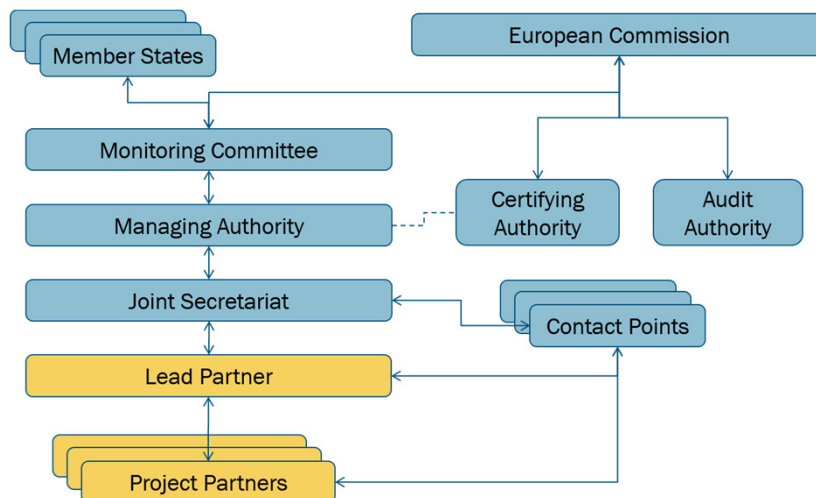 European Commission
Member States
Monitoring Committee
Managing Authority
Certifying
Authority
Audit
Authority
Joint Secretariat
Contact Points
Lead Partner
Project Partners